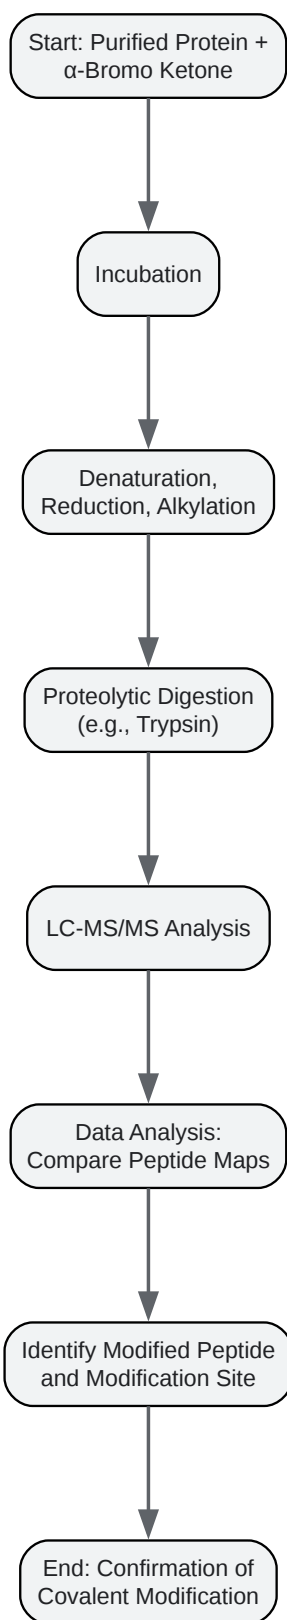 Start: Purified Protein +
α-Bromo Ketone
Incubation
Denaturation,
Reduction, Alkylation
Proteolytic Digestion
(e.g., Trypsin)
LC-MS/MS Analysis
Data Analysis:
Compare Peptide Maps
Identify Modified Peptide
and Modification Site
End: Confirmation of
Covalent Modification